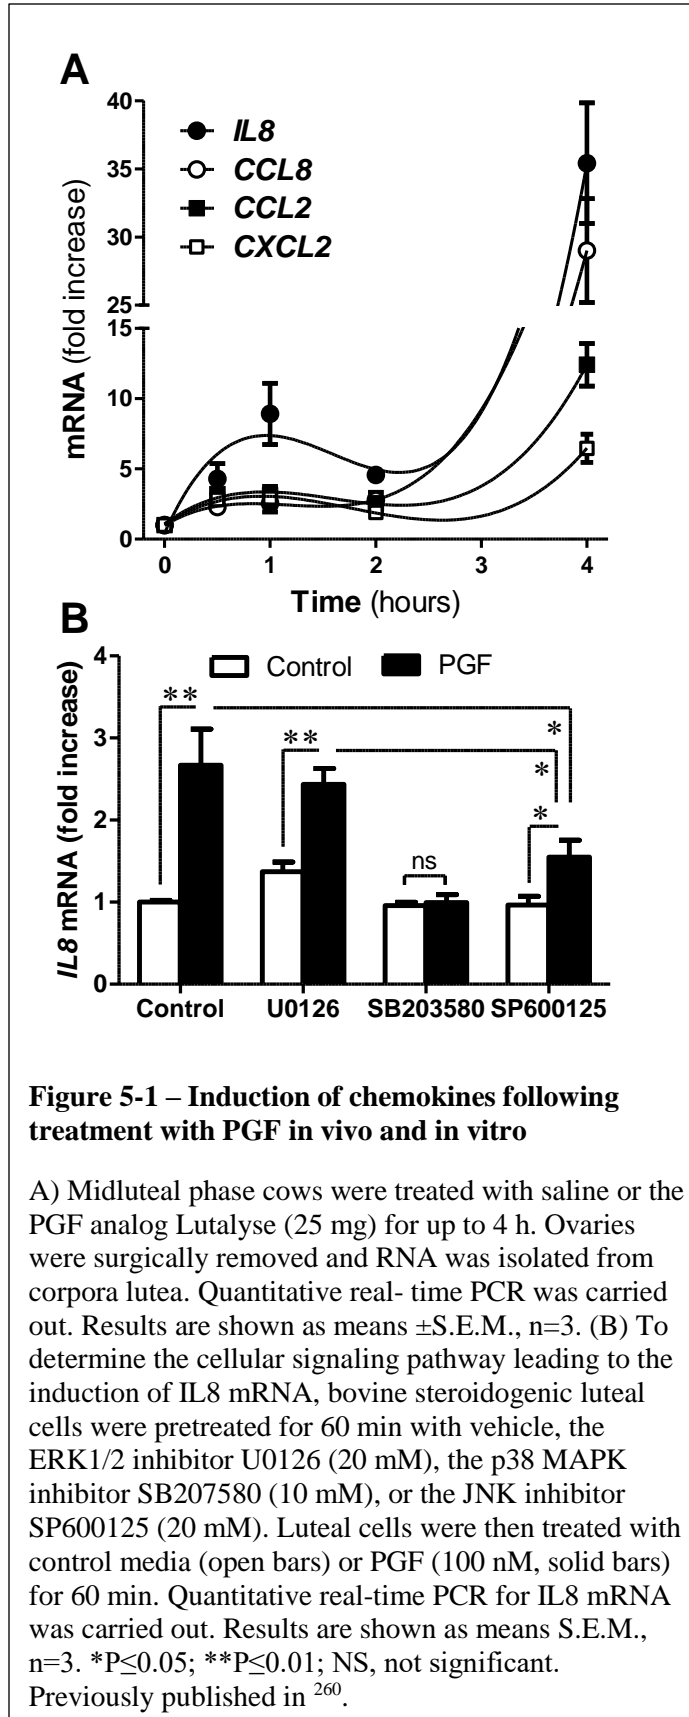 A
40
35
30
25
15
10
5
0
mRNA (fold increase)
IL8
CCL8
CCL2
CXCL2
0 1 2 3 4
Time (hours)
B
4
3
2
1
0
IL8 mRNA (fold increase)
Control PGF
** ** ns * * *
Control U0126 SB203580 SP600125
Figure 5-1 – Induction of chemokines following
treatment with PGF in vivo and in vitro
A) Midluteal phase cows were treated with saline or the
PGF analog Lutalyse (25 mg) for up to 4 h. Ovaries
were surgically removed and RNA was isolated from
corpora lutea. Quantitative real- time PCR was carried
out. Results are shown as means ±S.E.M., n=3. (B) To
determine the cellular signaling pathway leading to the
induction of IL8 mRNA, bovine steroidogenic luteal
cells were pretreated for 60 min with vehicle, the
ERK1/2 inhibitor U0126 (20 mM), the p38 MAPK
inhibitor SB207580 (10 mM), or the JNK inhibitor
SP600125 (20 mM). Luteal cells were then treated with
control media (open bars) or PGF (100 nM, solid bars)
for 60 min. Quantitative real-time PCR for IL8 mRNA
was carried out. Results are shown as means S.E.M.,
n=3. *P≤0.05; **P≤0.01; NS, not significant.
Previously published in 260.